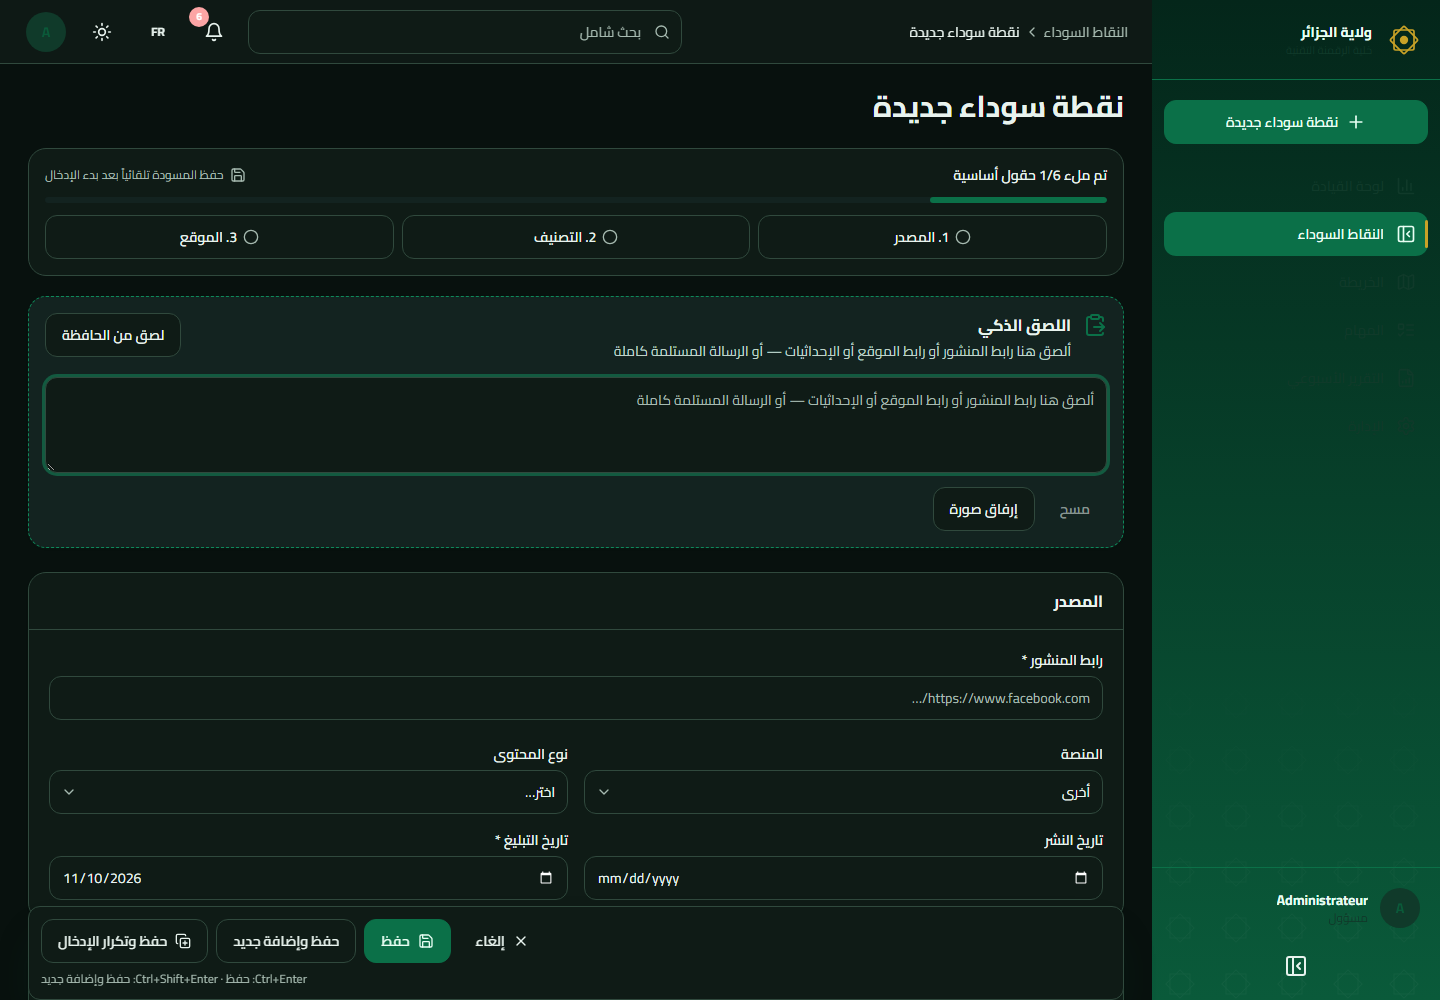 ولاية الجزائر
نقطة سوداء جديدة
لوحة القيادة
النقاط السوداء
الخريطة
Administrateur
مسؤول
A
النقاط السوداء
نقطة سوداء جديدة
بحث شامل
6
FR
A
نقطة سوداء جديدة
تم ملء 1/6 حقول أساسية
حفظ المسودة تلقائياً بعد بدء الإدخال
1. المصدر
2. التصنيف
3. الموقع
اللصق الذكي
ألصق هنا رابط المنشور أو رابط الموقع أو الإحداثيات — أو الرسالة المستلمة كاملة
لصق من الحافظة
ألصق هنا رابط المنشور أو رابط الموقع أو الإحداثيات — أو الرسالة المستلمة كاملة
مسح
إرفاق صورة
المصدر
رابط المنشور *
https://www.facebook.com/...
المنصة
نوع المحتوى
أخرى
اختر...
تاريخ النشر
تاريخ التبليغ *
mm/dd/yyyy
11/10/2026
إلغاء
حفظ
حفظ وإضافة جديد
حفظ وتكرار الإدخال
Ctrl+Enter: حفظ · Ctrl+Shift+Enter: حفظ وإضافة جديد